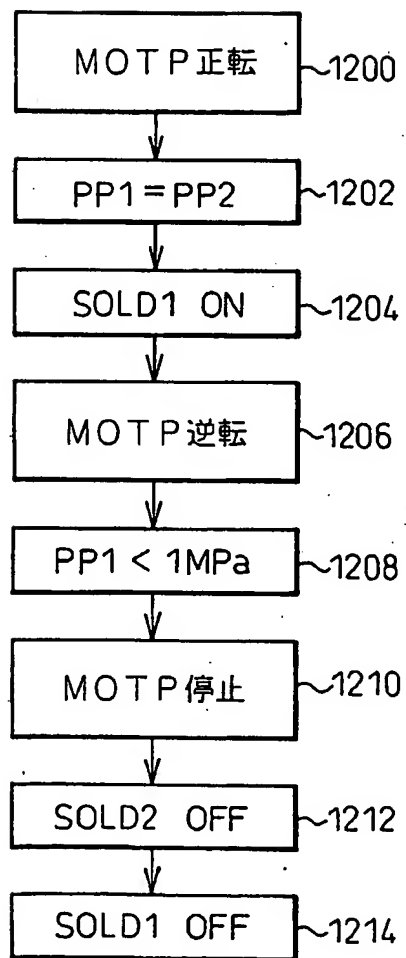 MOTP正転 ~1200
PP1=PP2 ~1202
SOLD1 ON ~1204
MOTP逆転 ~1206
PP1 < 1MPa ~1208
MOTP停止 ~1210
SOLD2 OFF ~1212
SOLD1 OFF ~1214